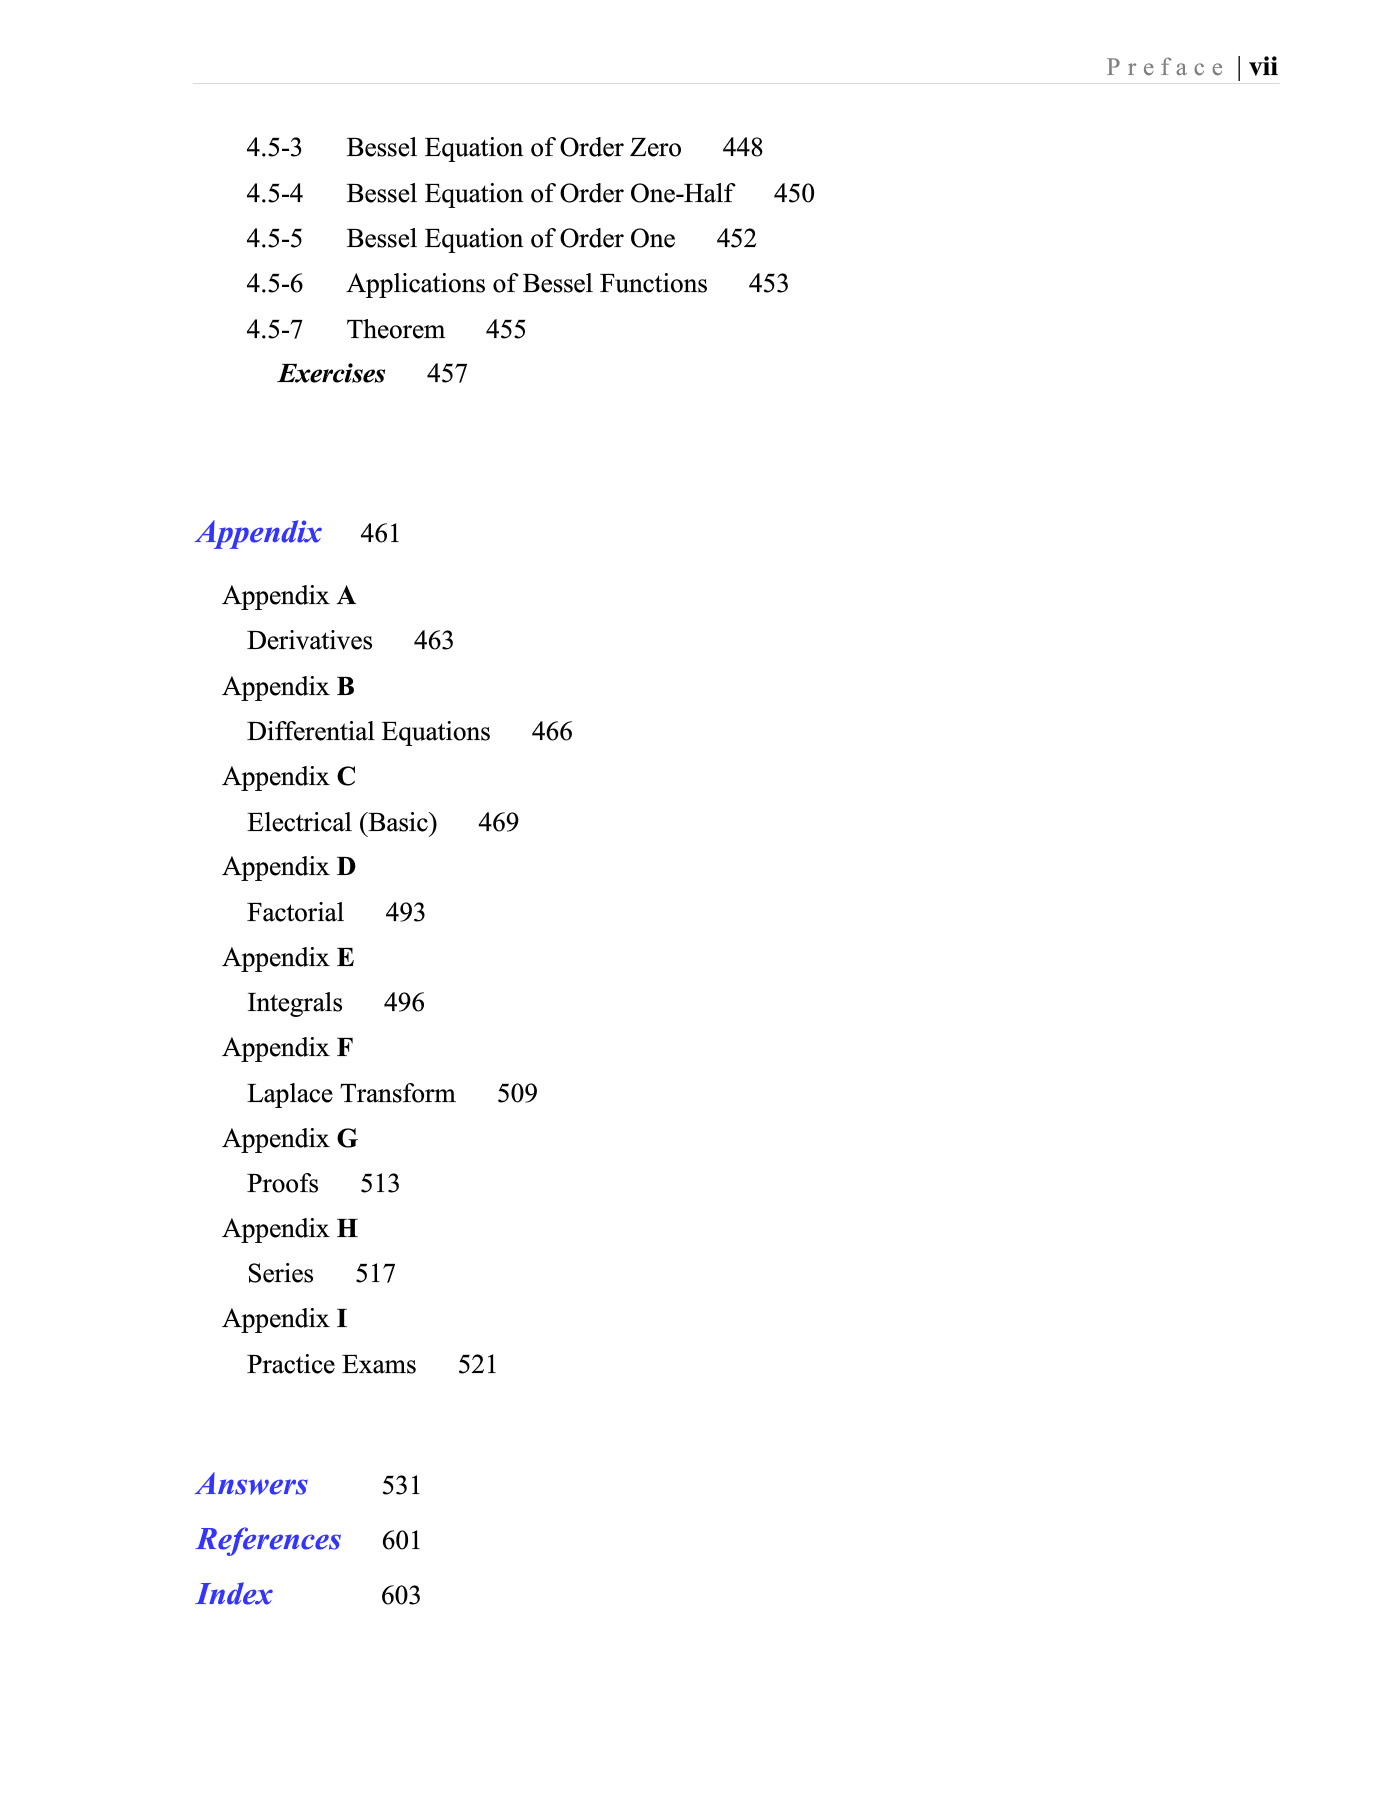 Preface | vii
4.5-3 Bessel Equation of Order Zero 448
4.5-4 Bessel Equation of Order One-Half 450
4.5-5 Bessel Equation of Order One 452
4.5-6 Applications of Bessel Functions 453
4.5-7 Theorem 455
Exercises 457
Appendix 461
Appendix A
Derivatives 463
Appendix B
Differential Equations 466
Appendix C
Electrical (Basic) 469
Appendix D
Factorial 493
Appendix E
Integrals 496
Appendix F
Laplace Transform 509
Appendix G
Proofs 513
Appendix H
Series 517
Appendix I
Practice Exams 521
Answers 531
References 601
Index 603